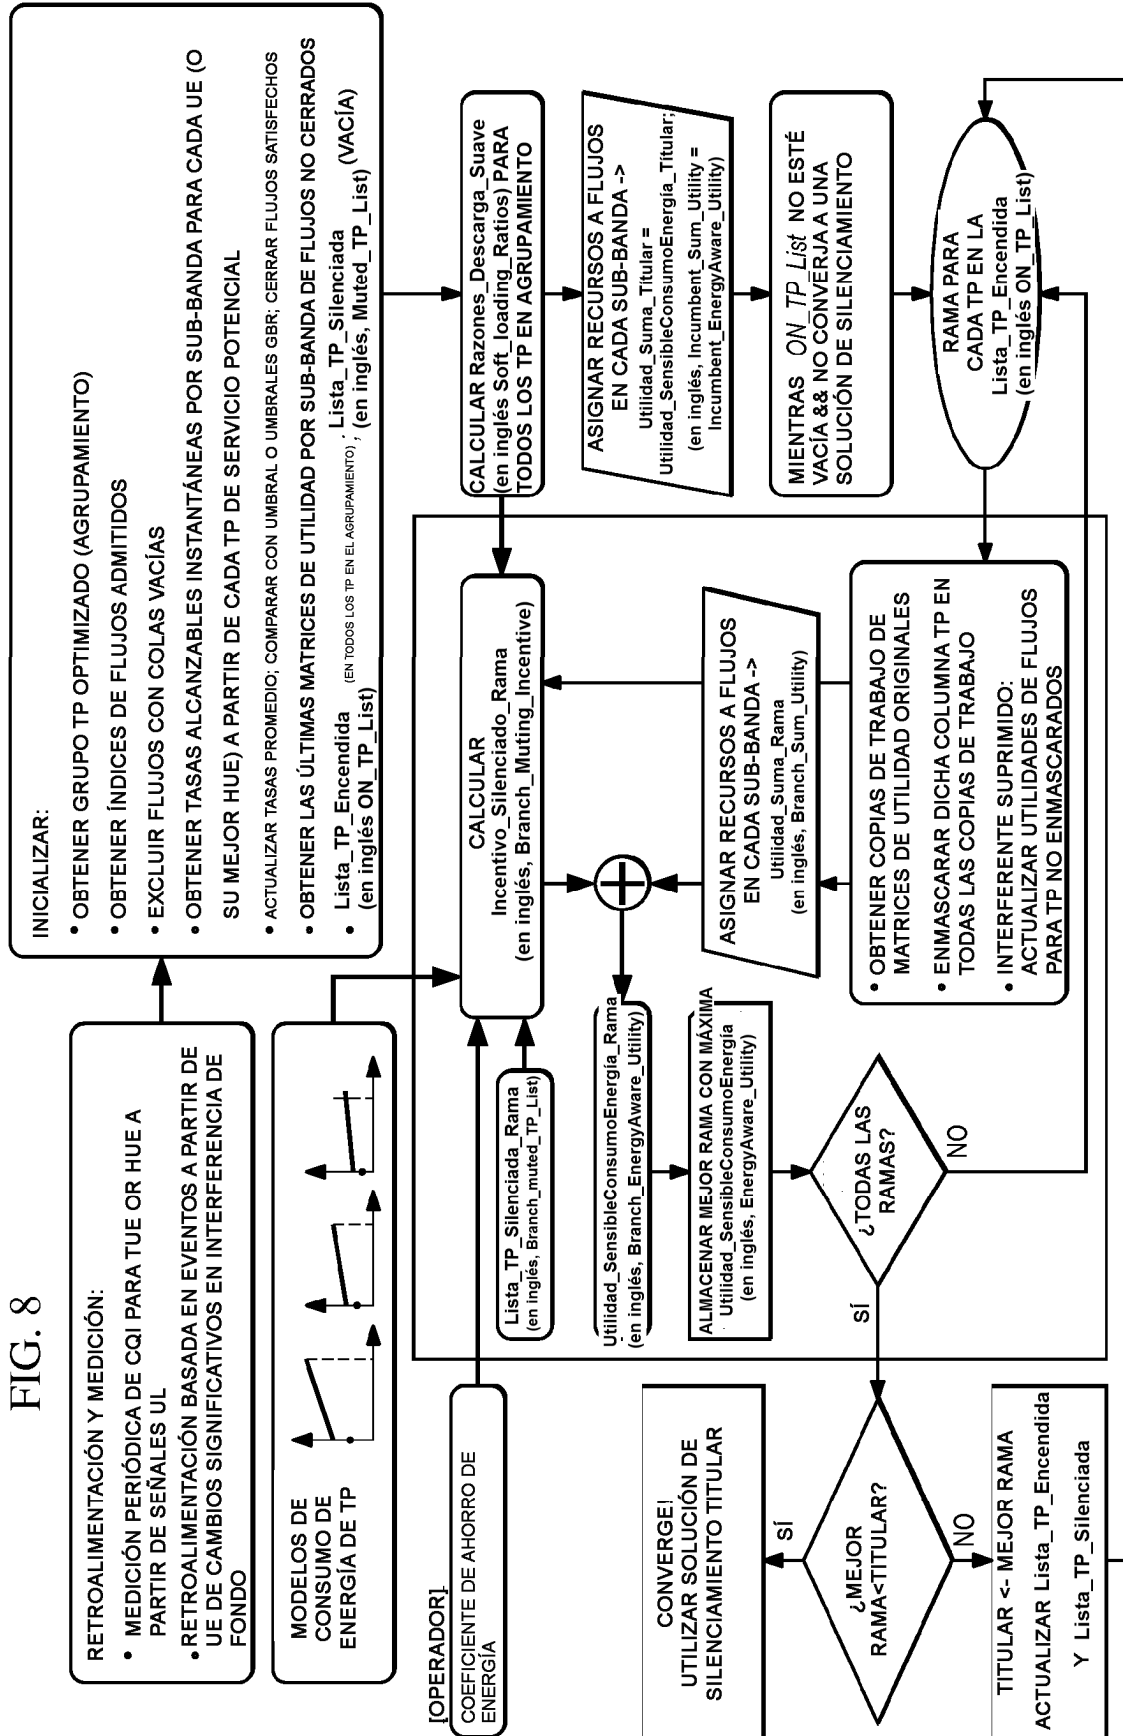 FIG. 8
RETROALIMENTACIÓN Y MEDICIÓN:
• MEDICIÓN PERIÓDICA DE CQI PARA TUE OR HUE A
PARTIR DE SEÑALES UL
• RETROALIMENTACIÓN BASADA EN EVENTOS A PARTIR DE
UE DE CAMBIOS SIGNIFICATIVOS EN INTERFERENCIA DE
FONDO
INICIALIZAR:
• OBTENER GRUPO TP OPTIMIZADO (AGRUPAMIENTO)
• OBTENER ÍNDICES DE FLUJOS ADMITIDOS
• EXCLUIR FLUJOS CON COLAS VACÍAS
• OBTENER TASAS ALCANZABLES INSTANTÁNEAS POR SUB-BANDA PARA CADA UE (O
SU MEJOR HUE) A PARTIR DE CADA TP DE SERVICIO POTENCIAL
• ACTUALIZAR TASAS PROMEDIO; COMPARAR CON UMBRAL O UMBRALES GBR; CERRAR FLUJOS SATISFECHOS
• OBTENER LAS ÚLTIMAS MATRICES DE UTILIDAD POR SUB-BANDA DE FLUJOS NO CERRADOS
• Lista_TP_Encendida (EN TODOS LOS TP EN EL AGRUPAMIENTO) ; Lista_TP_Silenciada (VACÍA)
(en inglés ON_TP_List) (en inglés, Muted_TP_List)
MODELOS DE
CONSUMO DE
ENERGÍA DE TP
[OPERADOR]
COEFICIENTE DE AHORRO DE
ENERGÍA
Lista_TP_Silenciada_Rama
(en inglés, Branch_muted_TP_List)
CALCULAR
Incentivo_Silenciado_Rama
(en inglés, Branch_Muting_Incentive)
CALCULAR Razones_Descarga_Suave
(en inglés Soft_loading_Ratios) PARA
TODOS LOS TP EN AGRUPAMIENTO
ASIGNAR RECURSOS A FLUJOS
EN CADA SUB-BANDA ->
Utilidad_Suma_Titular =
Utilidad_SensibleConsumoEnergía_Titular;
(en inglés, Incumbent_Sum_Utility =
Incumbent_EnergyAware_Utility)
MIENTRAS ON_TP_List NO ESTÉ
VACÍA && NO CONVERJA A UNA
SOLUCIÓN DE SILENCIAMIENTO
RAMA PARA
CADA TP EN LA
Lista_TP_Encendida
(en inglés ON_TP_List)
• OBTENER COPIAS DE TRABAJO DE
MATRICES DE UTILIDAD ORIGINALES
• ENMASCARAR DICHA COLUMNA TP EN
TODAS LAS COPIAS DE TRABAJO
• INTERFERENTE SUPRIMIDO:
ACTUALIZAR UTILIDADES DE FLUJOS
PARA TP NO ENMASCARADOS
ASIGNAR RECURSOS A FLUJOS
EN CADA SUB-BANDA ->
Utilidad_Suma_Rama
(en inglés, Branch_Sum_Utility)
+
Utilidad_SensibleConsumoEnergía_Rama
(en inglés, Branch_EnergyAware_Utility)
ALMACENAR MEJOR RAMA CON MÁXIMA
Utilidad_SensibleConsumoEnergía
(en inglés, EnergyAware_Utility)
¿TODAS LAS
RAMAS?
NO
SÍ
¿MEJOR
RAMA<TITULAR?
SÍ
NO
CONVERGE!
UTILIZAR SOLUCIÓN DE
SILENCIAMIENTO TITULAR
TITULAR <- MEJOR RAMA
ACTUALIZAR Lista_TP_Encendida
Y Lista_TP_Silenciada